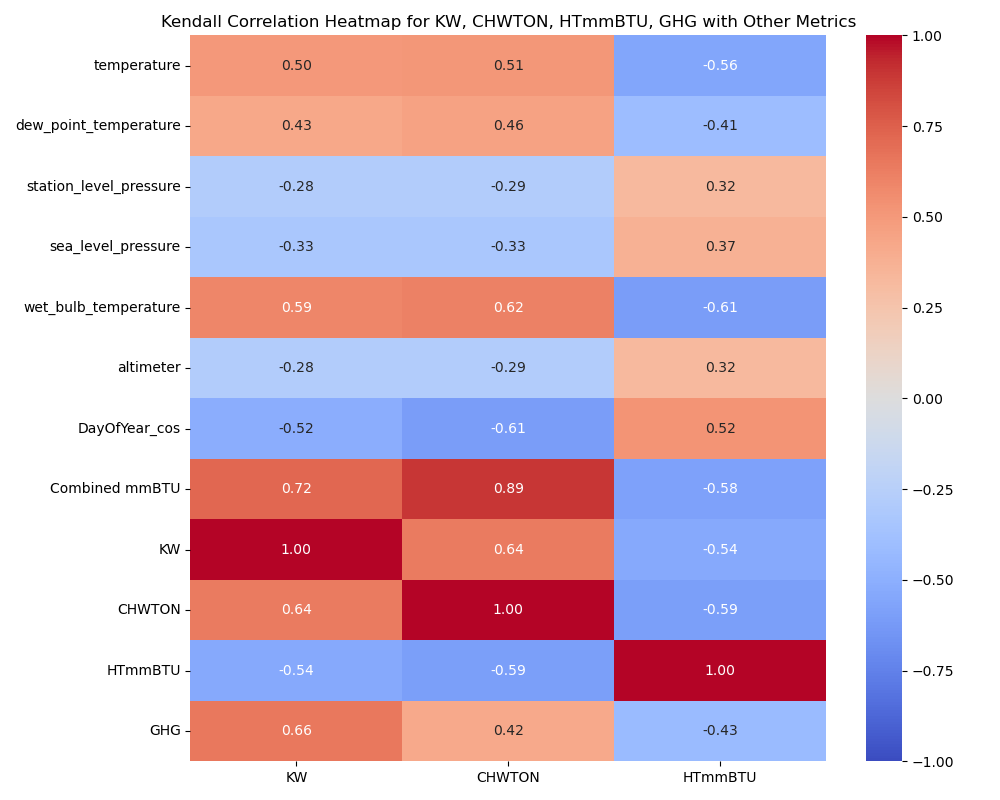 Kendall Correlation Heatmap for KW, CHWTON, HTmmBTU, GHG with Other Metrics
temperature 0.50 0.51 -0.56
dew_point_temperature 0.43 0.46 -0.41
station_level_pressure -0.28 -0.29 0.32
sea_level_pressure -0.33 -0.33 0.37
wet_bulb_temperature 0.59 0.62 -0.61
altimeter -0.28 -0.29 0.32
DayOfYear_cos -0.52 -0.61 0.52
Combined mmBTU 0.72 0.89 -0.58
KW 1.00 0.64 -0.54
CHWTON 0.64 1.00 -0.59
HTmmBTU -0.54 -0.59 1.00
GHG 0.66 0.42 -0.43
KW CHWTON HTmmBTU
1.00
0.75
0.50
0.25
0.00
−0.25
−0.50
−0.75
−1.00